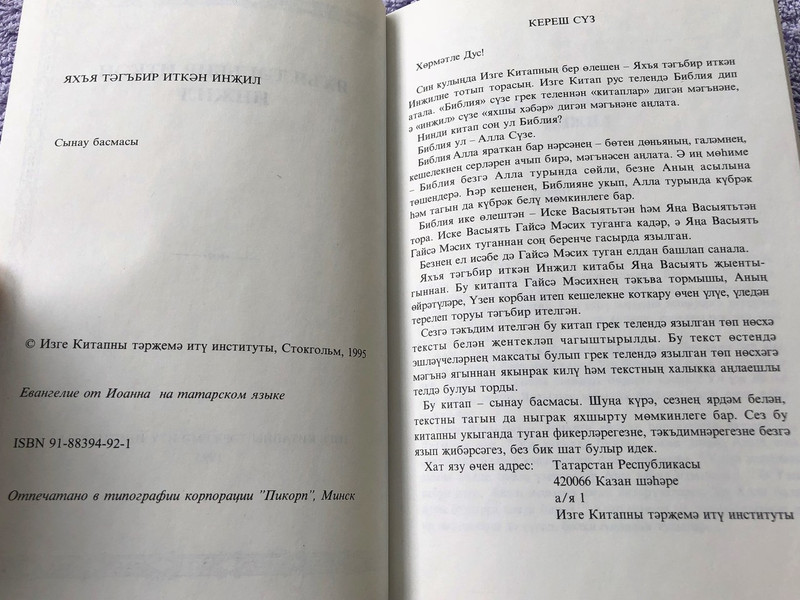 ЯХЪЯ ТӘГЪБИР ИТКӘН ИНҖИЛ
Сынау басмасы
© Изге Китапны тәрҗемә итү институты, Стокгольм, 1995
Евангелие от Иоанна на татарском языке
ISBN 91-88394-92-1
Отпечатано в типографии корпорации "Пикорп", Минск
КЕРЕШ СҮЗ
Хөрмәтле Дус!
Син кулыңда Изге Китапның бер өлешен – Яхъя тәгъбир иткән
Инҗилне тотып торасың. Изге Китап рус телендә Библия дип
атала. «Библия» сүзе грек теленнән «китаплар» дигән мәгънәне,
ә «инҗил» сүзе «яхшы хәбәр» дигән мәгънәне аңлата.
Нинди китап соң ул Библия?
Библия ул – Алла Сүзе.
Библия Алла яраткан бар нәрсәнең – бөтен дөньяның, галәмнең,
кешелекнең серләрен ачып бирә, мәгънәсен аңлата. Ә иң мөһиме
– Библия безгә Алла турында сөйли, безне Аның асылына
төшендерә. Һәр кешенең, Библияне укып, Алла турында күбрәк
һәм тагын да күбрәк белү мөмкинлеге бар.
Библия ике өлештән – Иске Васыятьтән һәм Яңа Васыятьтән
тора. Иске Васыять Гайсә Мәсих туганга кадәр, ә Яңа Васыять
Гайсә Мәсих туганнан соң беренче гасырда язылган.
Безнең ел исәбе дә Гайсә Мәсих туган елдан башлап санала.
Яхъя тәгъбир иткән Инҗил китабы Яңа Васыять җыенты-
гыннан. Бу китапта Гайсә Мәсихнең тәкъва тормышы, Аның
өйрәтүләре, Үзен корбан итеп кешелекне коткару өчен үлүе, үледән
терелеп торуы тәгъбир ителгән.
Сезгә тәкъдим ителгән бу китап грек телендә язылган төп нөсхә
тексты белән җентекләп чагыштырылды. Бу текст өстендә
эшләүчеләрнең максаты булып грек телендә язылган төп нөсхәгә
мәгънә ягыннан якынрак килү һәм текстның халыкка аңлаешлы
телдә булуы торды.
Бу китап – сынау басмасы. Шуңа күрә, сезнең ярдәм белән,
текстны тагын да ныграк яхшырту мөмкинлеге бар. Сез бу
китапны укыганда туган фикерләрегезне, тәкъдимнәрегезне безгә
язып җибәрсәгез, без бик шат булыр идек.
Хат язу өчен адрес: Татарстан Республикасы
420066 Казан шәһәре
а/я 1
Изге Китапны тәрҗемә итү институты